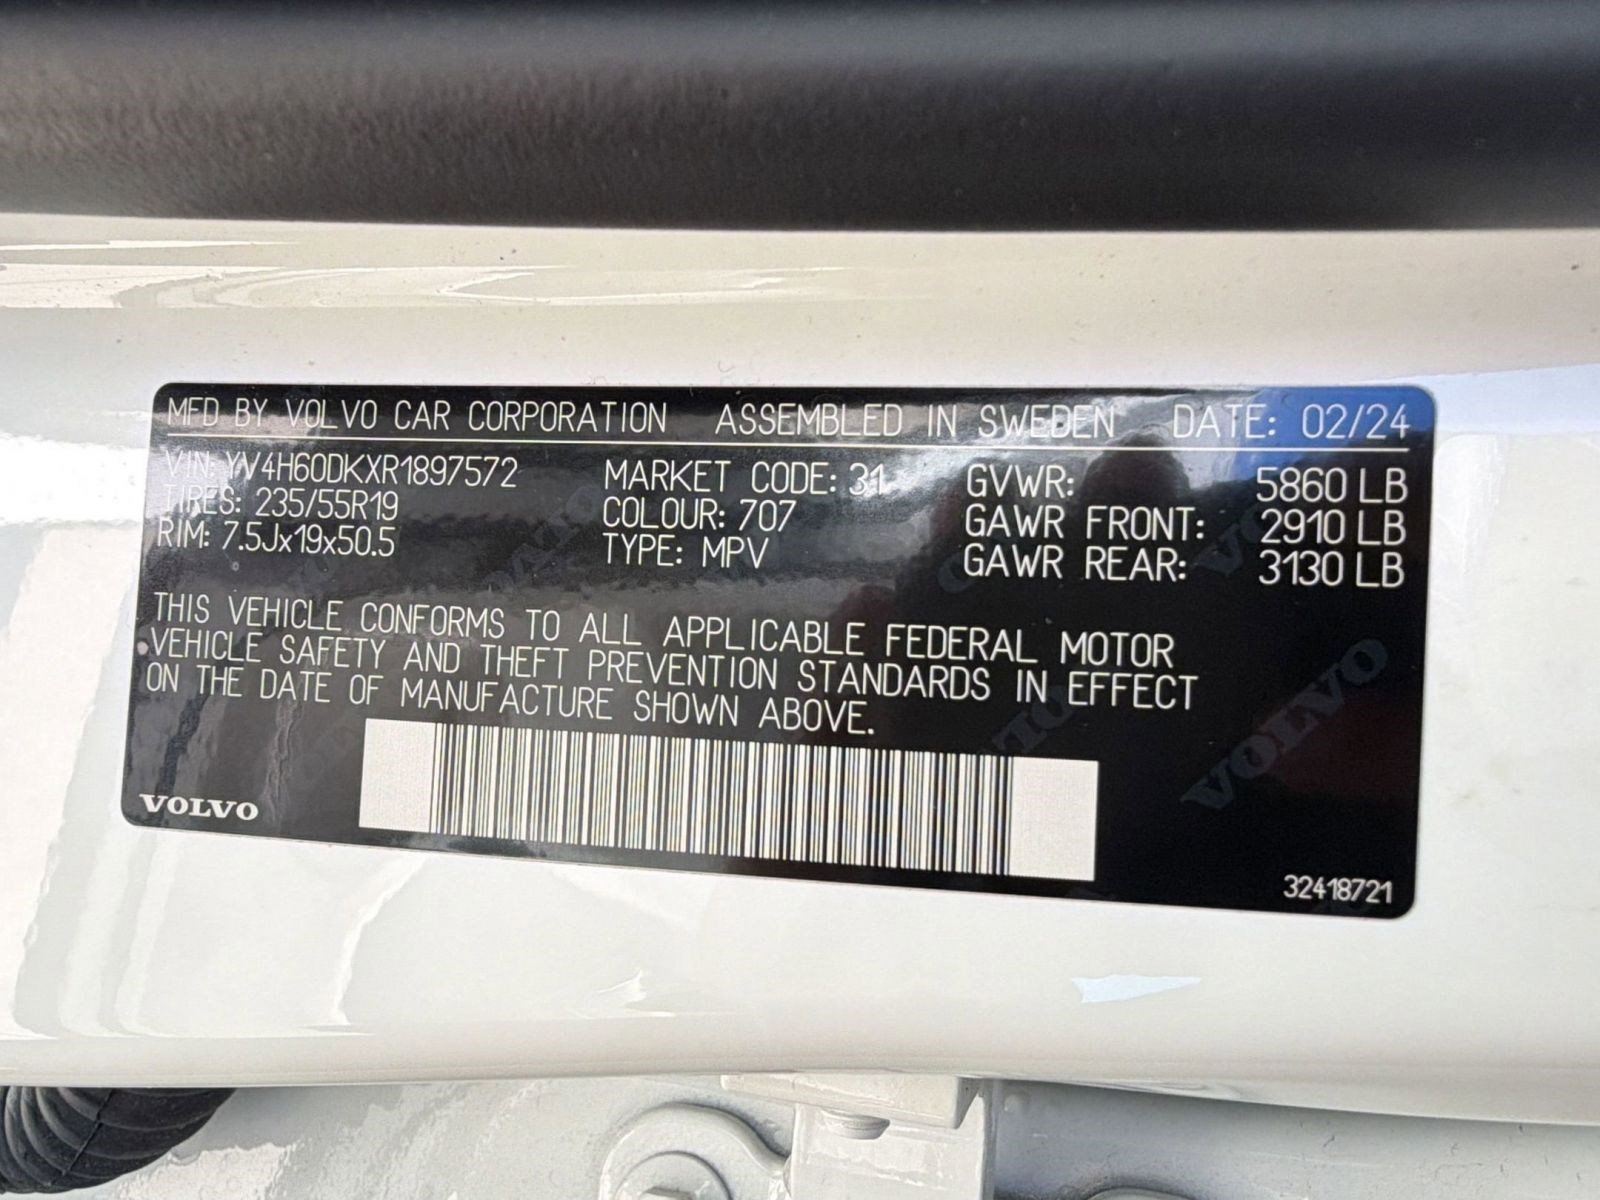 MFD BY VOLVO CAR CORPORATION ASSEMBLED IN SWEDEN DATE: 02/24
VIN: YV4H60DKXR1897572 MARKET CODE: 31 GVWR: 5860 LB
TIRES: 235/55R19 COLOUR: 707 GAWR FRONT: 2910 LB
RIM: 7.5Jx19x50.5 TYPE: MPV GAWR REAR: 3130 LB
THIS VEHICLE CONFORMS TO ALL APPLICABLE FEDERAL MOTOR
VEHICLE SAFETY AND THEFT PREVENTION STANDARDS IN EFFECT
ON THE DATE OF MANUFACTURE SHOWN ABOVE.
VOLVO
VOLVO
32418721